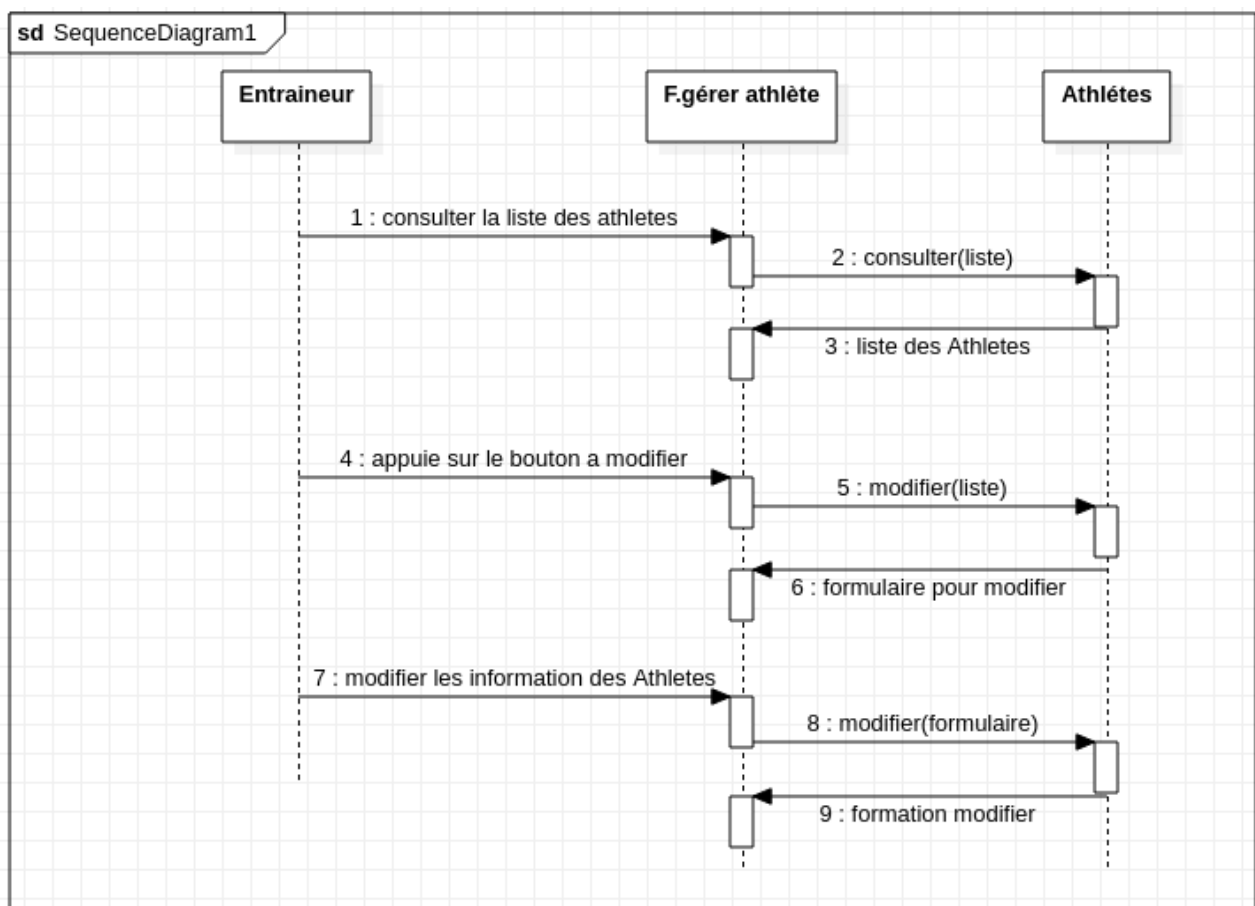 sd SequenceDiagram1
Entraineur
F.gérer athlète
Athlétes
1 : consulter la liste des athletes
2 : consulter(liste)
3 : liste des Athletes
4 : appuie sur le bouton a modifier
5 : modifier(liste)
6 : formulaire pour modifier
7 : modifier les information des Athletes
8 : modifier(formulaire)
9 : formation modifier